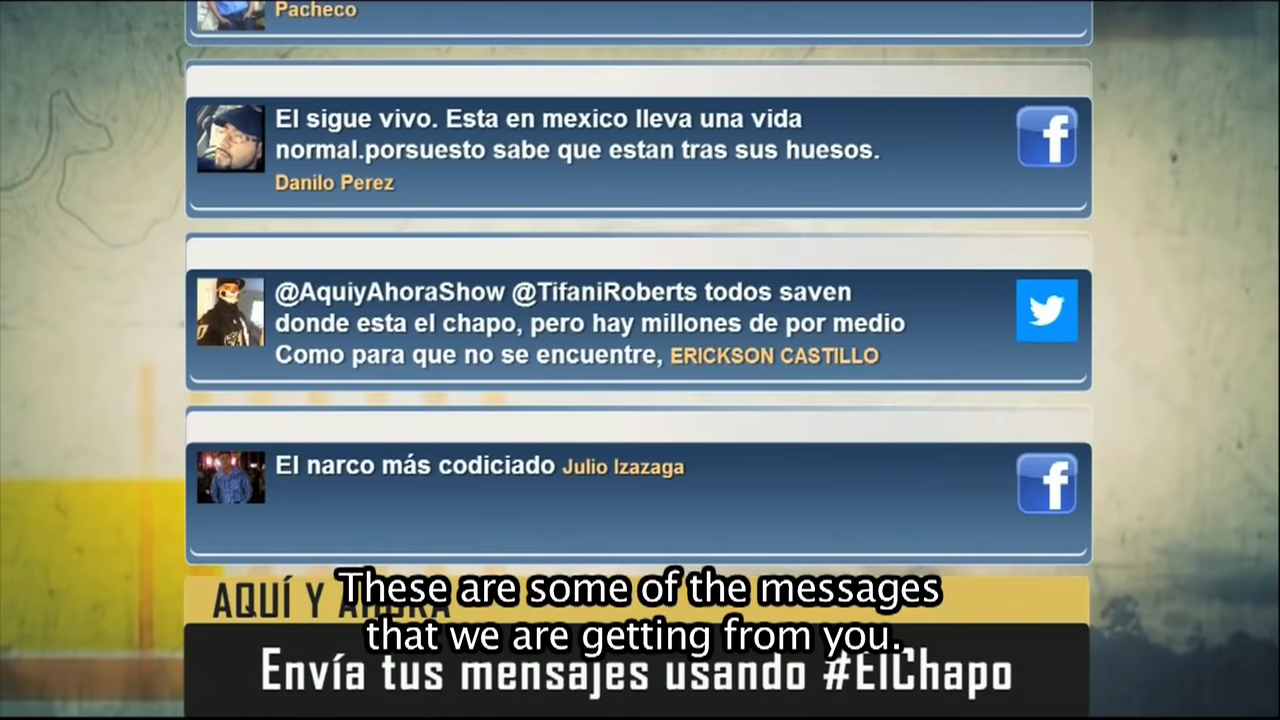 Pacheco
El sigue vivo. Esta en mexico lleva una vida
normal.porsuesto sabe que estan tras sus huesos.
Danilo Perez
@AquiyAhoraShow @TifaniRoberts todos saven
donde esta el chapo, pero hay millones de por medio
Como para que no se encuentre, ERICKSON CASTILLO
El narco más codiciado Julio Izazaga
AQUÍ Y AHORA
These are some of the messages
that we are getting from you.
Envía tus mensajes usando #ElChapo